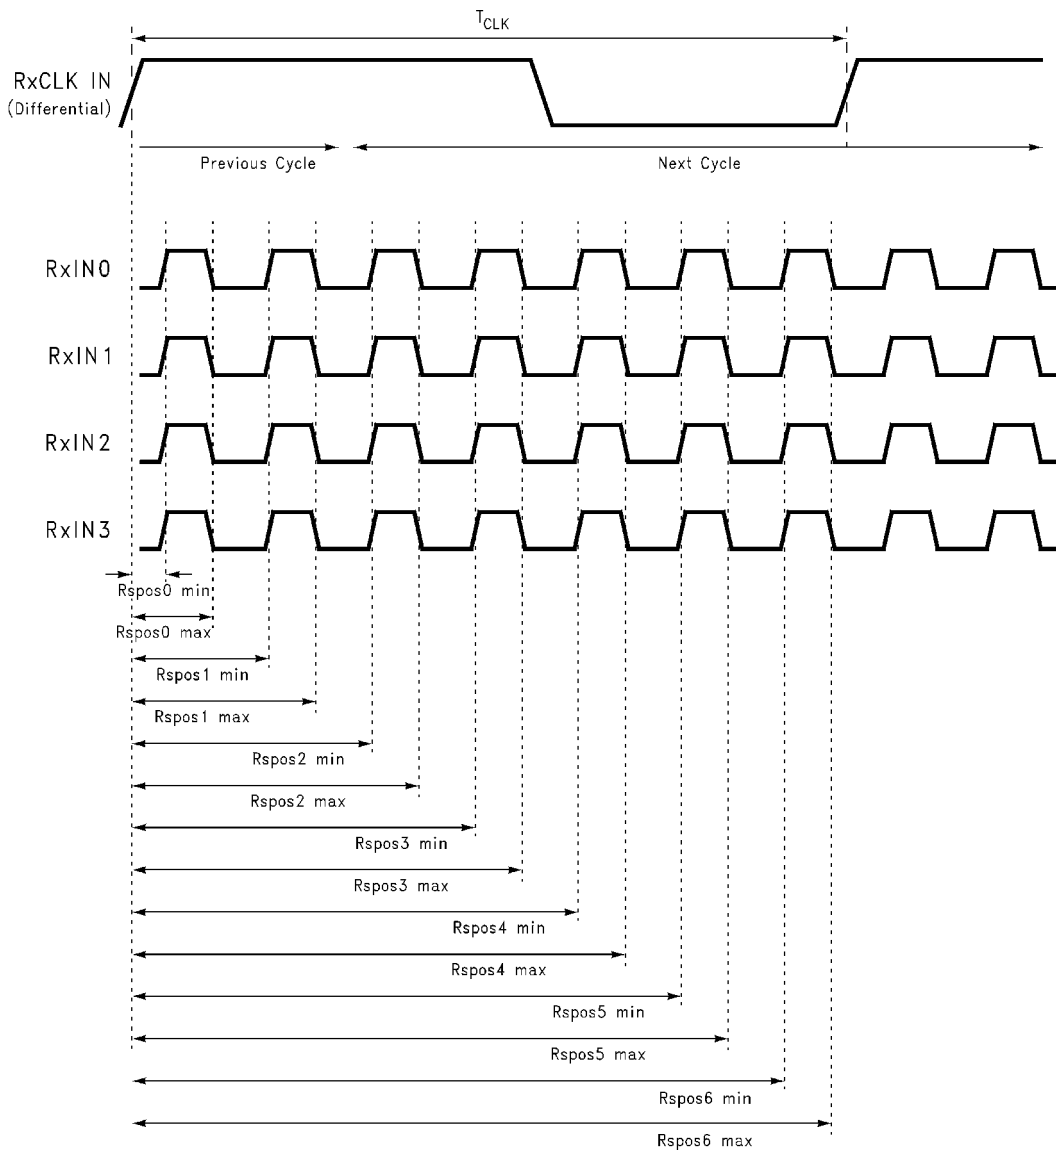 TCLK
RxCLK IN
(Differential)
Previous Cycle
Next Cycle
RxIN0
RxIN1
RxIN2
RxIN3
Rspos0 min
Rspos0 max
Rspos1 min
Rspos1 max
Rspos2 min
Rspos2 max
Rspos3 min
Rspos3 max
Rspos4 min
Rspos4 max
Rspos5 min
Rspos5 max
Rspos6 min
Rspos6 max